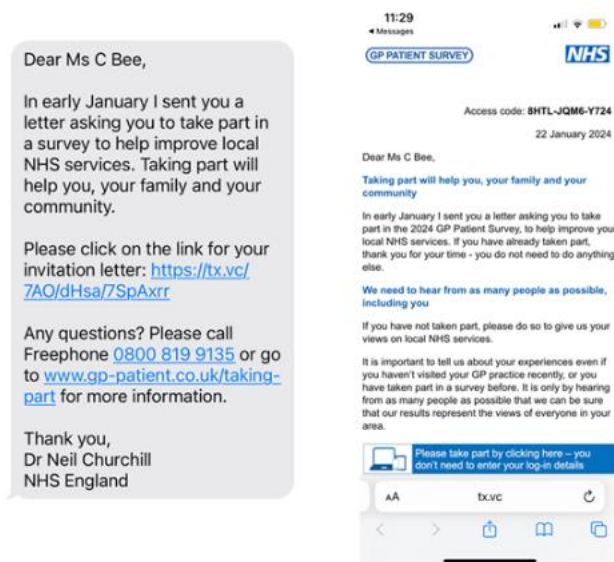 Dear Ms C Bee,
In early January I sent you a
letter asking you to take part in
a survey to help improve local
NHS services. Taking part will
help you, your family and your
community.
Please click on the link for your
invitation letter: https://tx.vc/
7AO/dHsa/7SpAxrr
Any questions? Please call
Freephone 0800 819 9135 or go
to www.gp-patient.co.uk/taking-
part for more information.
Thank you,
Dr Neil Churchill
NHS England
11:29
Messages
GP PATIENT SURVEY
NHS
Access code: 8HTL-JQM6-Y724
22 January 2024
Dear Ms C Bee,
Taking part will help you, your family and your
community
In early January I sent you a letter asking you to take
part in the 2024 GP Patient Survey, to help improve you
local NHS services. If you have already taken part,
thank you for your time - you do not need to do anything
else.
We need to hear from as many people as possible,
including you
If you have not taken part, please do so to give us your
views on local NHS services.
It is important to tell us about your experiences even if
you haven't visited your GP practice recently, or you
have taken part in a survey before. It is only by hearing
from as many people as possible that we can be sure
that our results represent the views of everyone in your
area.
Please take part by clicking here – you
don't need to enter your log-in details
AA
tx.vc